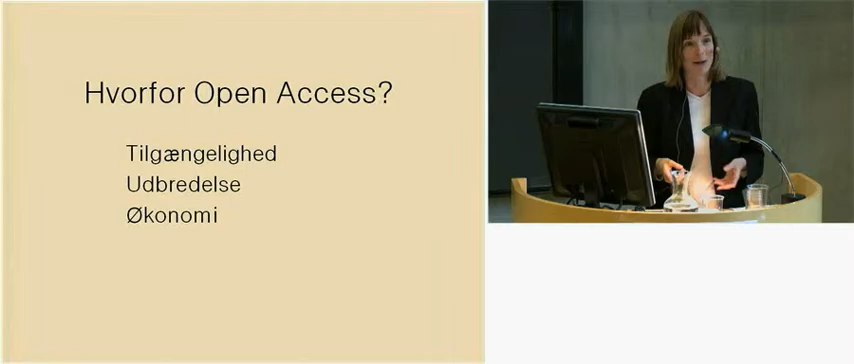 Hvorfor Open Access?
Tilgængelighed
Udbredelse
Økonomi